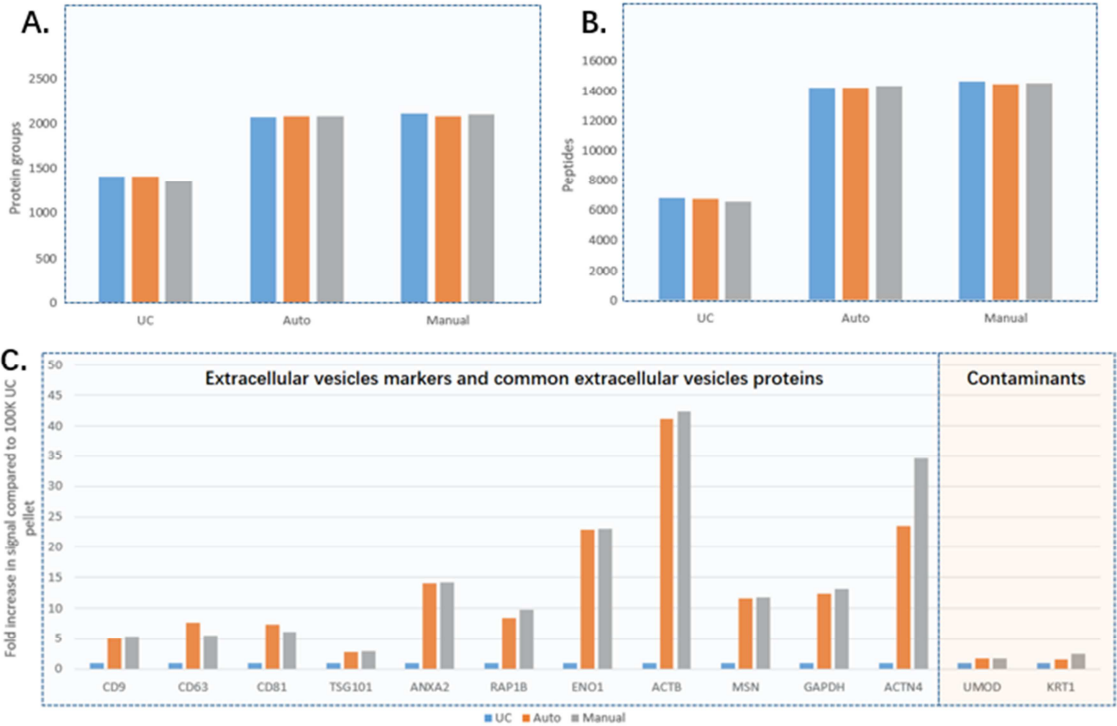 A.
2500
2000
1500
1000
500
0
Protein groups
UC Auto Manual
B.
16000
14000
12000
10000
8000
6000
4000
2000
0
Peptides
UC Auto Manual
C.
Extracellular vesicles markers and common extracellular vesicles proteins
Contaminants
50
45
40
35
30
25
20
15
10
5
0
Fold increase in signal compared to 100K UC
pellet
CD9 CD63 CD81 TSG101 ANXA2 RAP1B ENO1 ACTB MSN GAPDH ACTN4 UMOD KRT1
UC Auto Manual